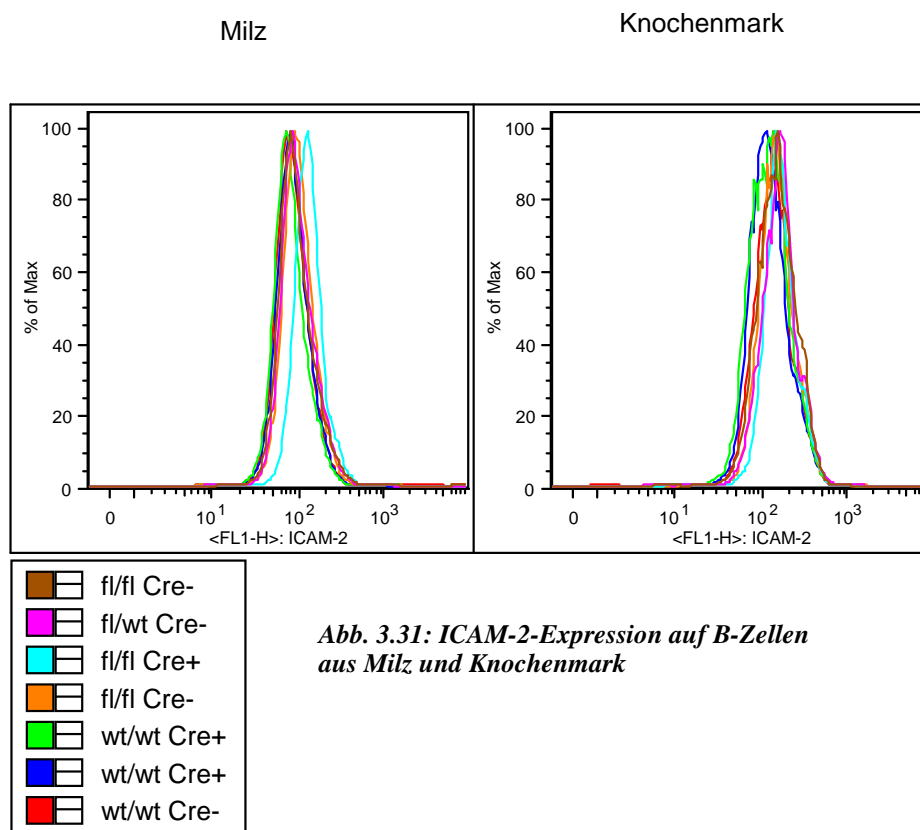 Milz
Knochenmark
100
80
60
40
20
0
% of Max
0
10^1
10^2
10^3
<FL1-H>: ICAM-2
100
80
60
40
20
0
% of Max
0
10^1
10^2
10^3
<FL1-H>: ICAM-2
fl/fl Cre-
fl/wt Cre-
fl/fl Cre+
fl/fl Cre-
wt/wt Cre+
wt/wt Cre+
wt/wt Cre-
Abb. 3.31: ICAM-2-Expression auf B-Zellen
aus Milz und Knochenmark